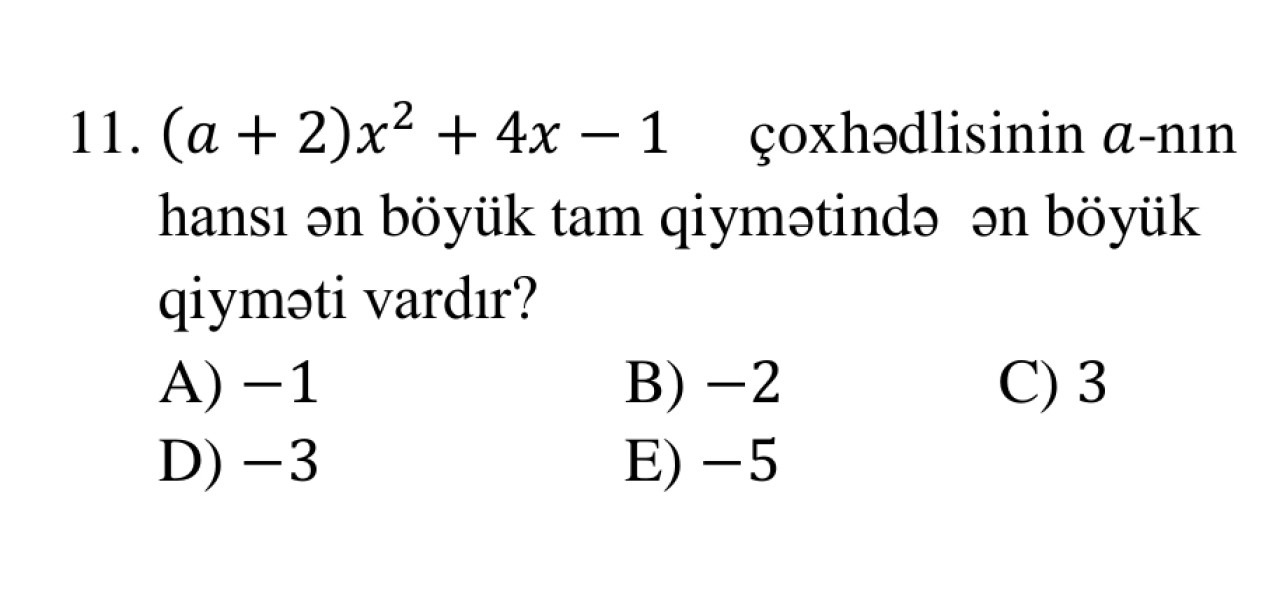 11. (a + 2)x² + 4x − 1 çoxhədlisinin a-nın
hansı ən böyük tam qiymətində ən böyük
qiyməti vardır?
A) −1 B) −2 C) 3
D) −3 E) −5